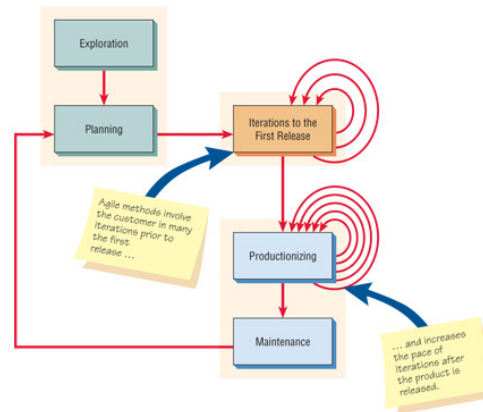 Exploration
Planning
Iterations to the
First Release
Agile methods involve
the customer in many
iterations prior to
the first
release ...
Productionizing
Maintenance
... and increases
the pace of
iterations after
the product is
released.